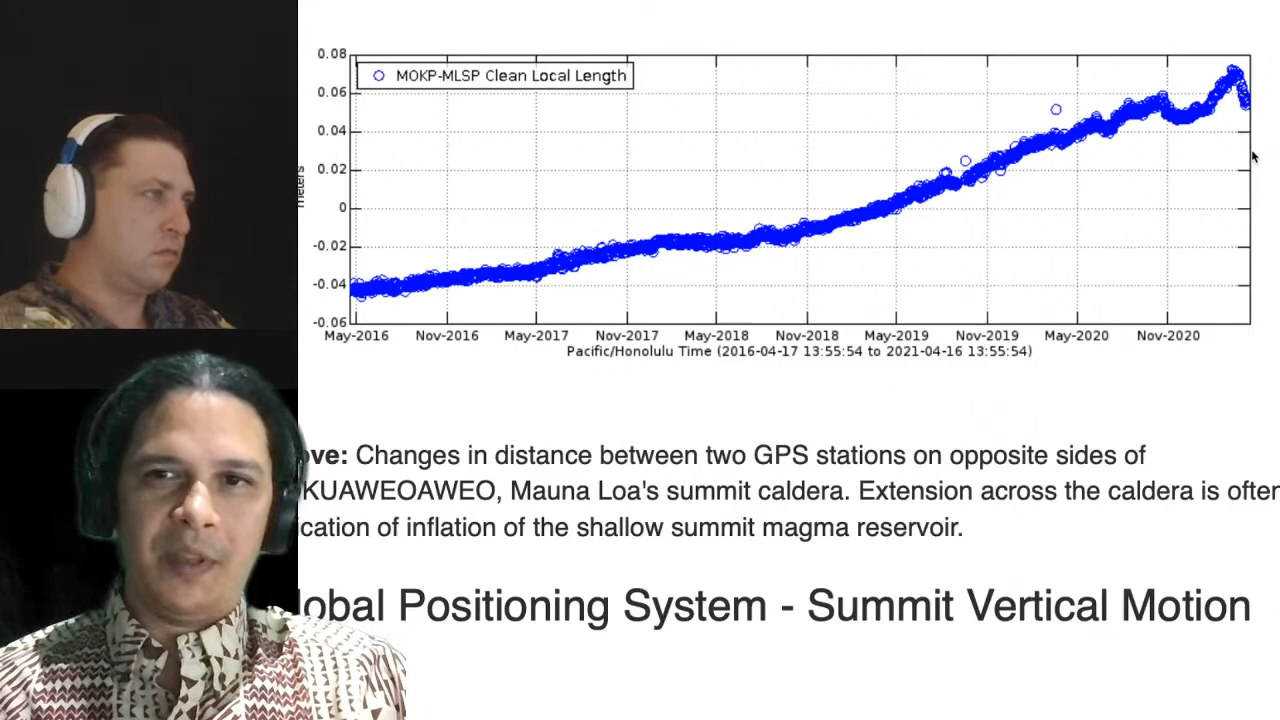 0.08
MOKP-MLSP Clean Local Length
0.06
0.04
0.02
0
-0.02
-0.04
-0.06
meters
May-2016 Nov-2016 May-2017 Nov-2017 May-2018 Nov-2018 May-2019 Nov-2019 May-2020 Nov-2020
Pacific/Honolulu Time (2016-04-17 13:55:54 to 2021-04-16 13:55:54)
ove: Changes in distance between two GPS stations on opposite sides of
KUAWEOAWEO, Mauna Loa's summit caldera. Extension across the caldera is often
ication of inflation of the shallow summit magma reservoir.
lobal Positioning System - Summit Vertical Motion